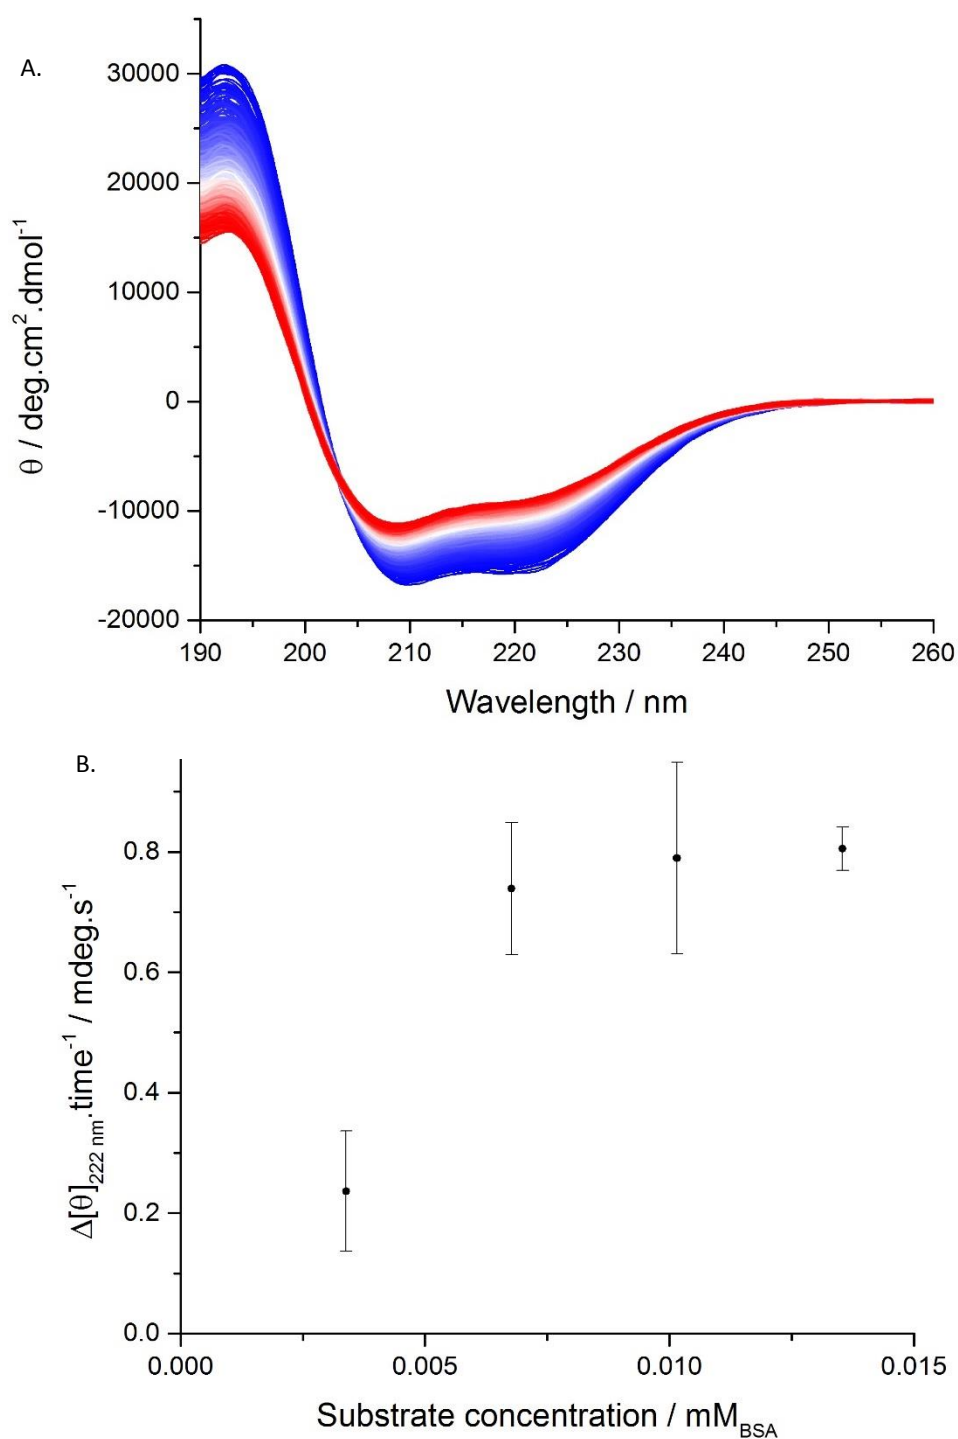 A.
30000
20000
10000
0
-10000
-20000
θ / deg.cm².dmol⁻¹
190 200 210 220 230 240 250 260
Wavelength / nm
B.
0.8
0.6
0.4
0.2
0.0
Δ[θ]₂₂₂ ₙₘ.time⁻¹ / mdeg.s⁻¹
0.000 0.005 0.010 0.015
Substrate concentration / mM_BSA